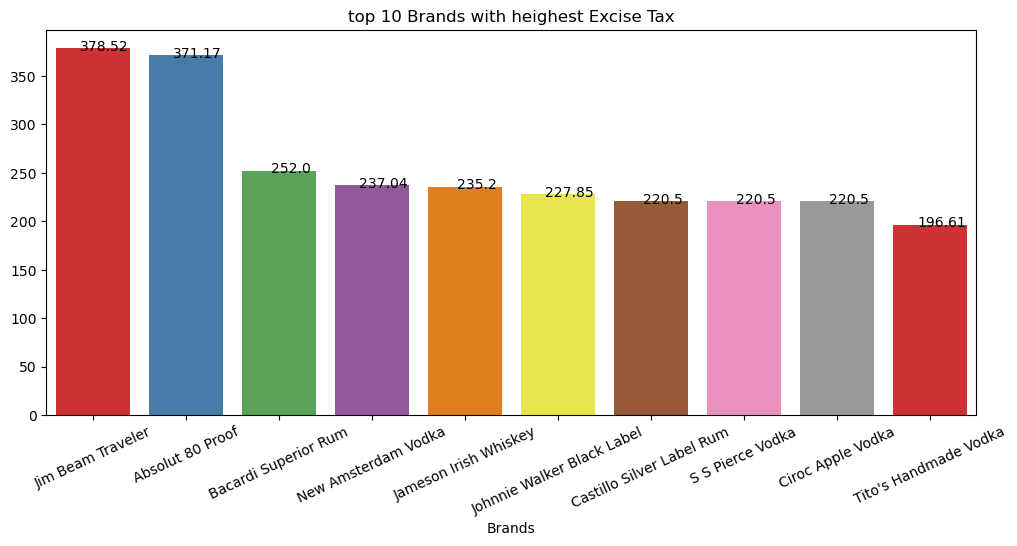 top 10 Brands with heighest Excise Tax
378.52
371.17
252.0
237.04
235.2
227.85
220.5
220.5
220.5
196.61
350
300
250
200
150
100
50
0
Jim Beam Traveler
Absolut 80 Proof
Bacardi Superior Rum
New Amsterdam Vodka
Jameson Irish Whiskey
Johnnie Walker Black Label
Castillo Silver Label Rum
S S Pierce Vodka
Ciroc Apple Vodka
Tito's Handmade Vodka
Brands